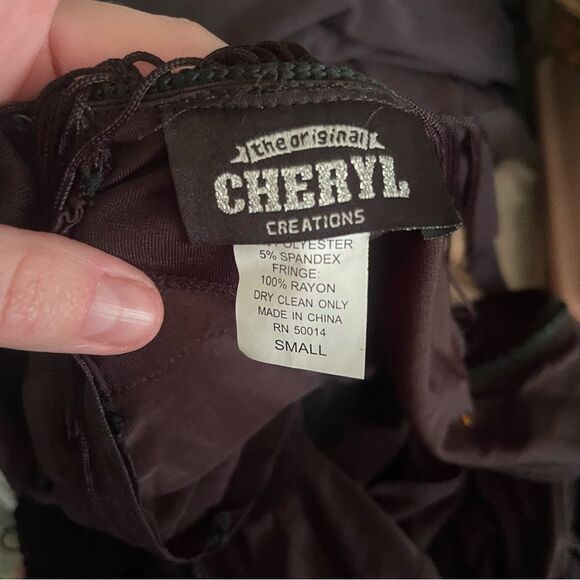 the original
CHERYL
CREATIONS
POLYESTER
5% SPANDEX
FRINGE:
100% RAYON
DRY CLEAN ONLY
MADE IN CHINA
RN 50014
SMALL